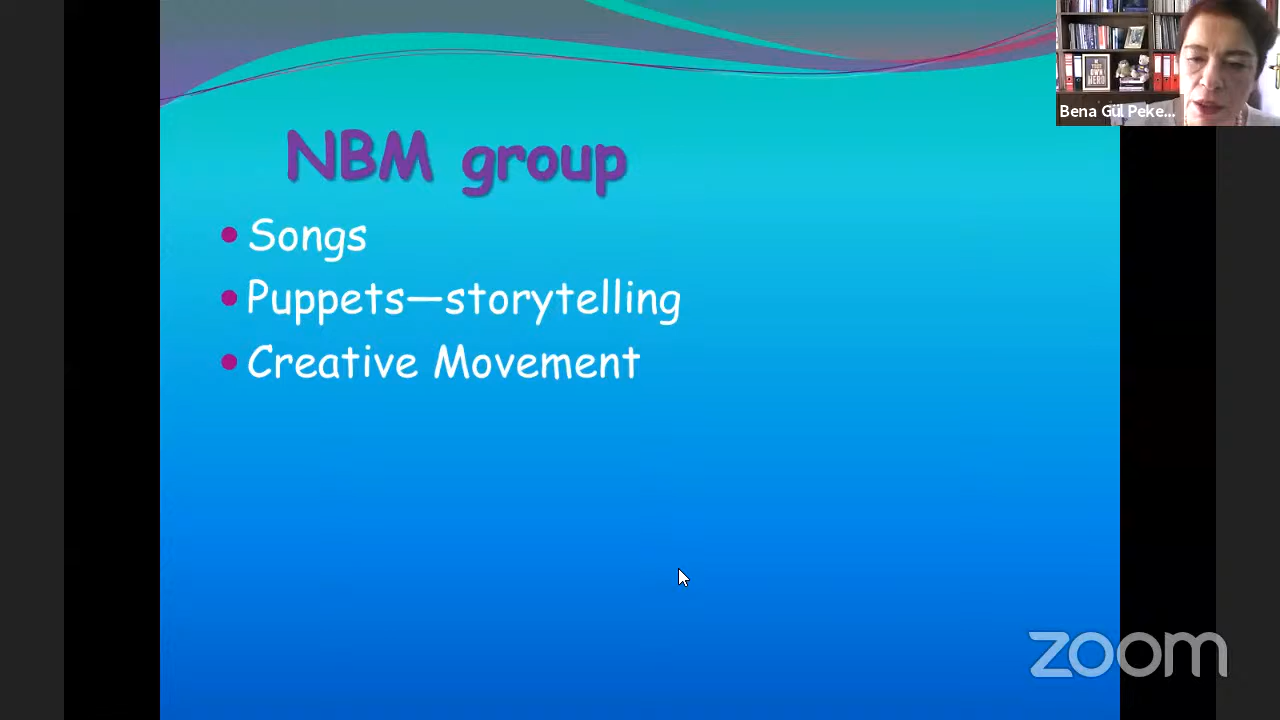 Bena Gül Peke...
NBM group
Songs
Puppets—storytelling
Creative Movement
zoom